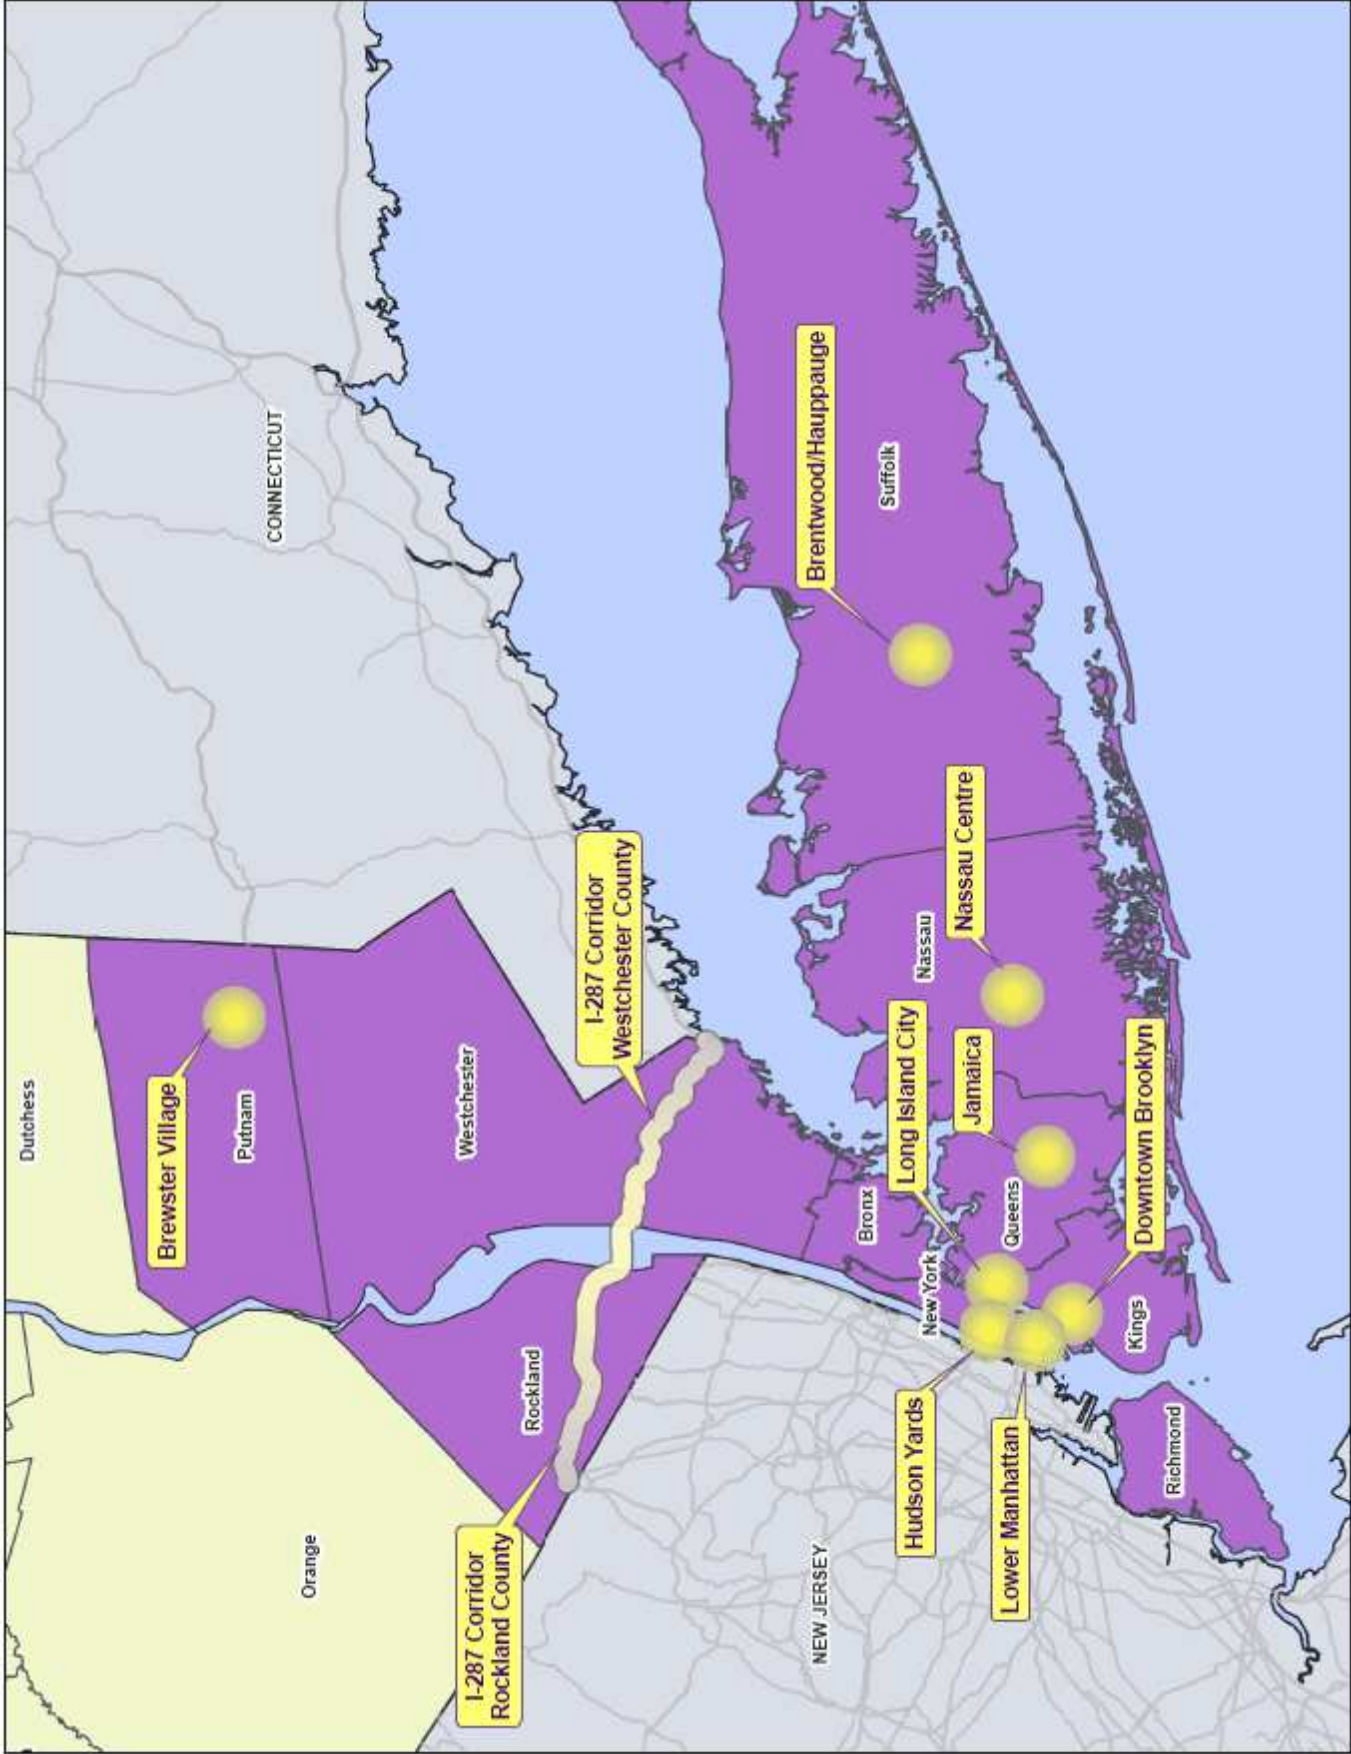 Dutchess
Brewster Village
Putnam
CONNECTICUT
Orange
Westchester
I-287 Corridor
Westchester County
Rockland
I-287 Corridor
Rockland County
Brentwood/Hauppauge
Suffolk
Nassau Centre
Nassau
Long Island City
Jamaica
Bronx
Queens
New York
Downtown Brooklyn
Kings
Hudson Yards
Lower Manhattan
NEW JERSEY
Richmond